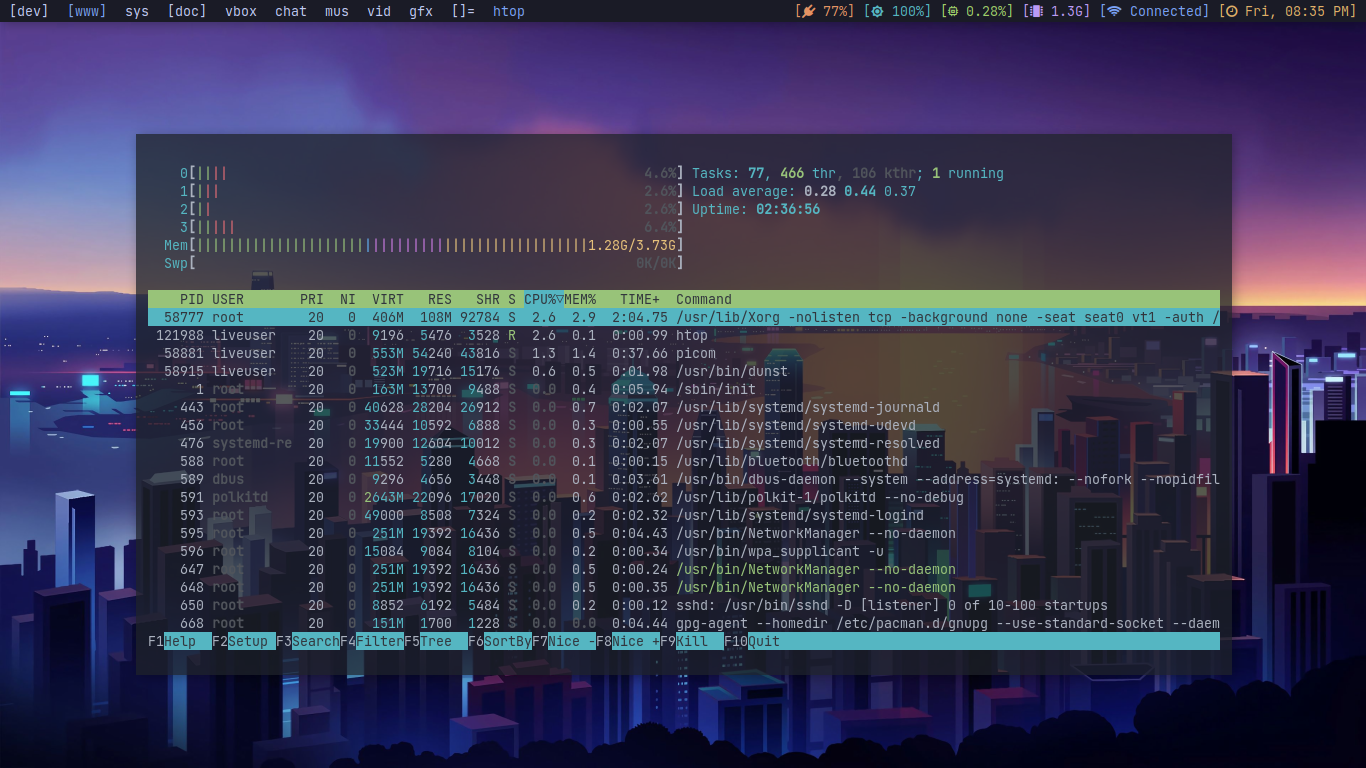 [dev] [www] sys [doc] vbox chat mus vid gfx []= htop [77%] [100%] [0.28%] [1.3G] [Connected] [Fri, 08:35 PM]
0[|||| 4.6%] Tasks: 77, 466 thr, 106 kthr; 1 running
1[||| 2.6%] Load average: 0.28 0.44 0.37
2[|| 2.6%] Uptime: 02:36:56
3[||||| 6.4%]
Mem[|||||||||||||||||||||||||||||||||||||||||||||||||1.28G/3.73G]
Swp[ 0K/0K]
PID USER PRI NI VIRT RES SHR S CPU%▽MEM% TIME+ Command
58777 root 20 0 406M 108M 92784 S 2.6 2.9 2:04.75 /usr/lib/Xorg -nolisten tcp -background none -seat seat0 vt1 -auth /
121988 liveuser 20 0 9196 5476 3528 R 2.6 0.1 0:00.99 htop
58881 liveuser 20 0 553M 54240 43816 S 1.3 1.4 0:37.66 picom
58915 liveuser 20 0 523M 19716 15176 S 0.6 0.5 0:01.98 /usr/bin/dunst
1 root 20 0 163M 13700 9488 S 0.0 0.4 0:05.94 /sbin/init
443 root 20 0 40628 28204 26912 S 0.0 0.7 0:02.07 /usr/lib/systemd/systemd-journald
456 root 20 0 33444 10592 6888 S 0.0 0.3 0:00.55 /usr/lib/systemd/systemd-udevd
476 systemd-re 20 0 19900 12604 10012 S 0.0 0.3 0:02.07 /usr/lib/systemd/systemd-resolved
588 root 20 0 11552 5280 4668 S 0.0 0.1 0:00.15 /usr/lib/bluetooth/bluetoothd
589 dbus 20 0 9296 4656 3448 S 0.0 0.1 0:03.61 /usr/bin/dbus-daemon --system --address=systemd: --nofork --nopidfil
591 polkitd 20 0 2643M 22096 17020 S 0.0 0.6 0:02.62 /usr/lib/polkit-1/polkitd --no-debug
593 root 20 0 49000 8508 7324 S 0.0 0.2 0:02.32 /usr/lib/systemd/systemd-logind
595 root 20 0 251M 19392 16436 S 0.0 0.5 0:04.43 /usr/bin/NetworkManager --no-daemon
596 root 20 0 15084 9084 8104 S 0.0 0.2 0:00.34 /usr/bin/wpa_supplicant -u
647 root 20 0 251M 19392 16436 S 0.0 0.5 0:00.24 /usr/bin/NetworkManager --no-daemon
648 root 20 0 251M 19392 16436 S 0.0 0.5 0:00.35 /usr/bin/NetworkManager --no-daemon
650 root 20 0 8852 6192 5484 S 0.0 0.2 0:00.12 sshd: /usr/bin/sshd -D [listener] 0 of 10-100 startups
668 root 20 0 151M 1700 1228 S 0.0 0.0 0:04.44 gpg-agent --homedir /etc/pacman.d/gnupg --use-standard-socket --daem
F1Help F2Setup F3SearchF4FilterF5Tree F6SortByF7Nice -F8Nice +F9Kill F10Quit